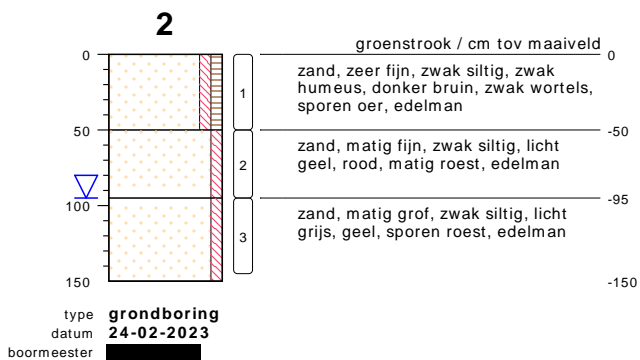 2
groenstrook / cm tov maaiveld
0
0
zand, zeer fijn, zwak siltig, zwak
humeus, donker bruin, zwak wortels,
sporen oer, edelman
1
50
-50
zand, matig fijn, zwak siltig, licht
geel, rood, matig roest, edelman
2
100
-95
zand, matig grof, zwak siltig, licht
grijs, geel, sporen roest, edelman
3
150
-150
type grondboring
datum 24-02-2023
boormeester